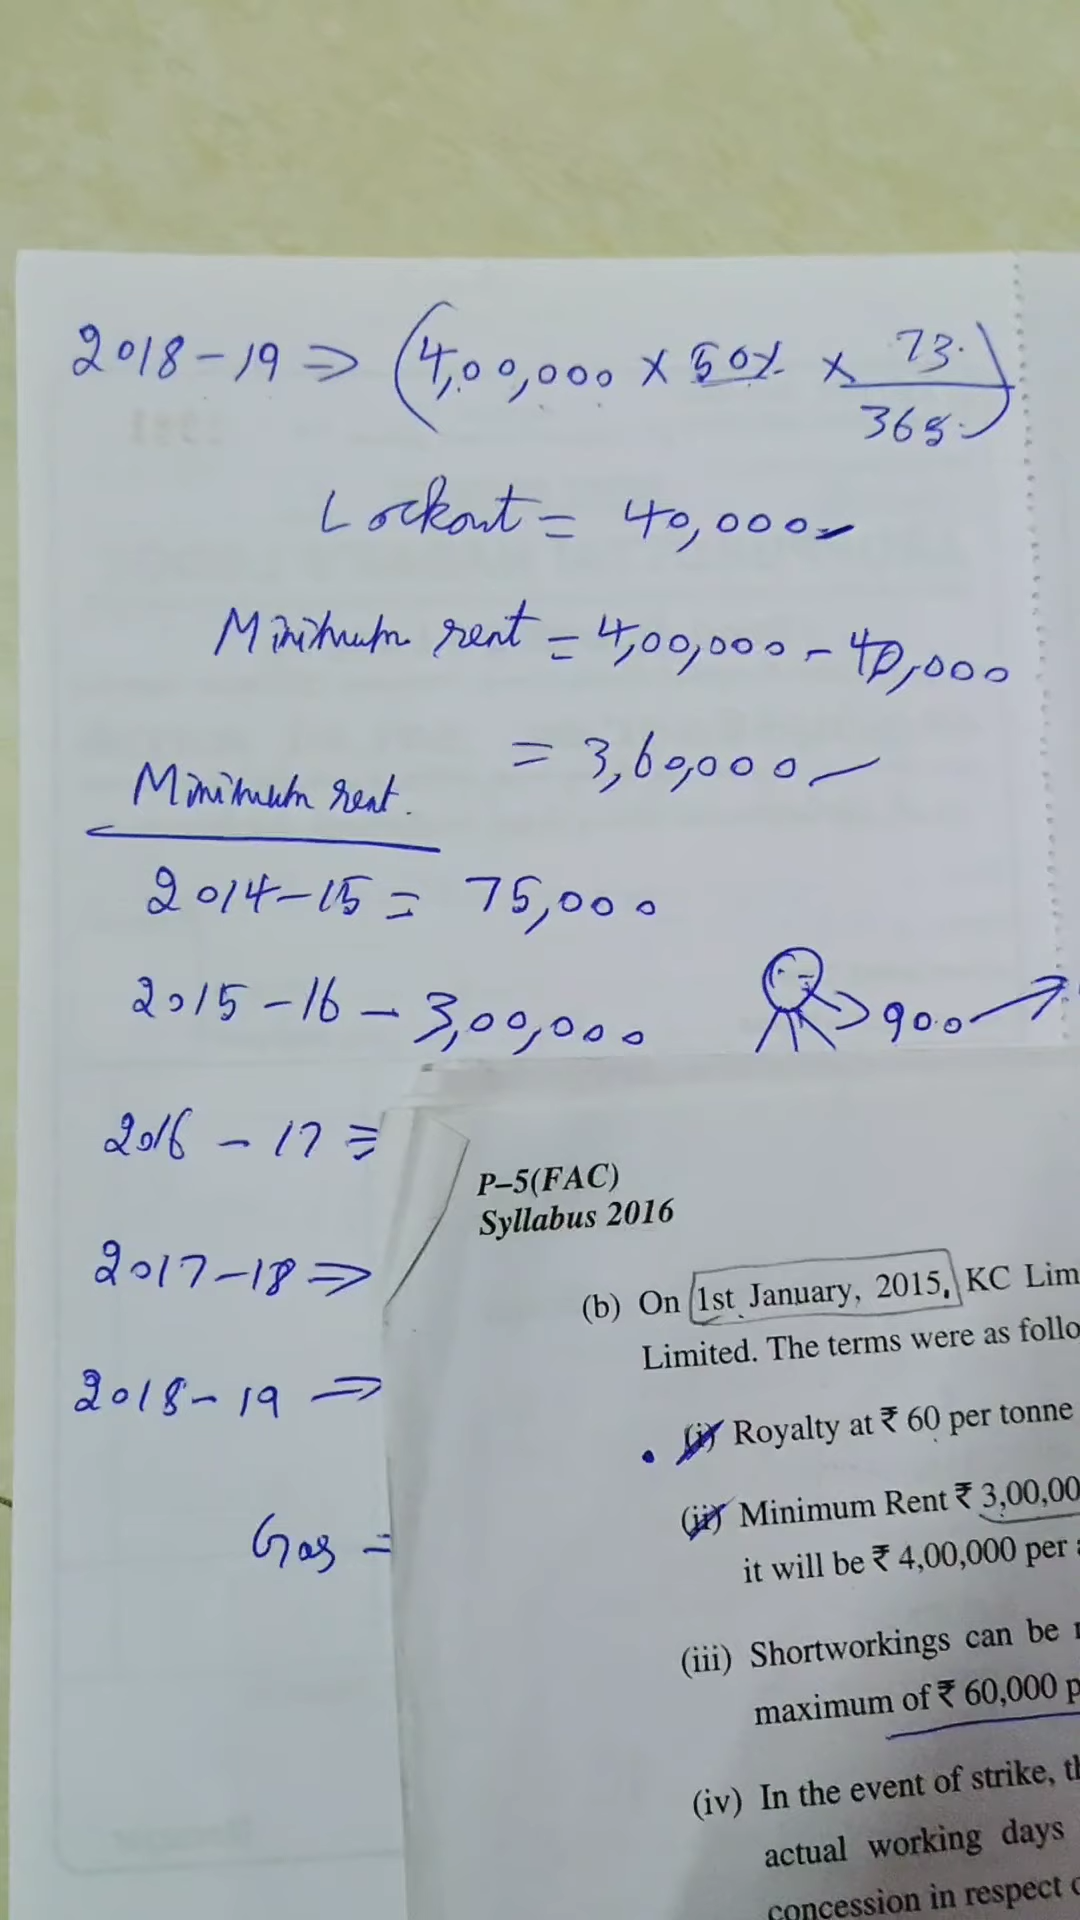 2018-19 ⇒ (4,00,000 × 50% × 73/365)
Lockout = 40,000
Minimum rent = 4,00,000 - 40,000
= 3,60,000
Minimum rent.
2014-15 = 75,000
2015-16 - 3,00,000
900 →
2016 - 17 =
2017-18 ⇒
2018-19 ⇒
P–5(FAC)
Syllabus 2016
(b) On 1st January, 2015, KC Lim
Limited. The terms were as follo
(i) Royalty at ₹ 60 per tonne
(ii) Minimum Rent ₹ 3,00,00
it will be ₹ 4,00,000 per
(iii) Shortworkings can be
maximum of ₹ 60,000 p
(iv) In the event of strike, th
actual working days
concession in respect